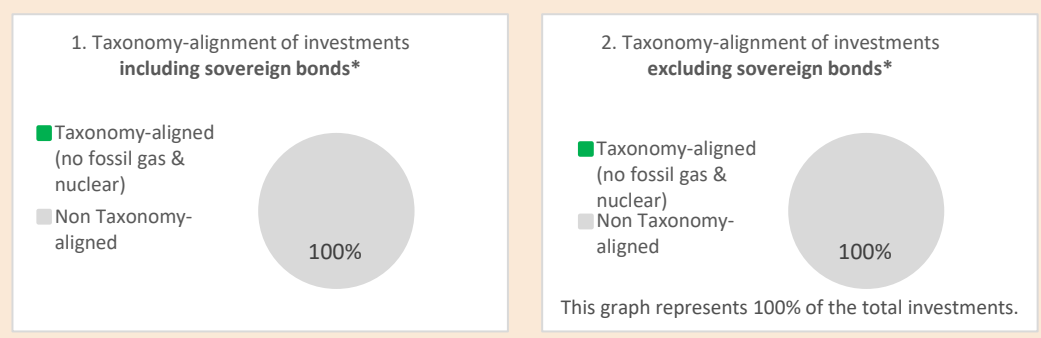 1. Taxonomy-alignment of investments
including sovereign bonds*
Taxonomy-aligned
(no fossil gas &
nuclear)
Non Taxonomy-
aligned
100%
2. Taxonomy-alignment of investments
excluding sovereign bonds*
Taxonomy-aligned
(no fossil gas &
nuclear)
Non Taxonomy-
aligned
100%
This graph represents 100% of the total investments.